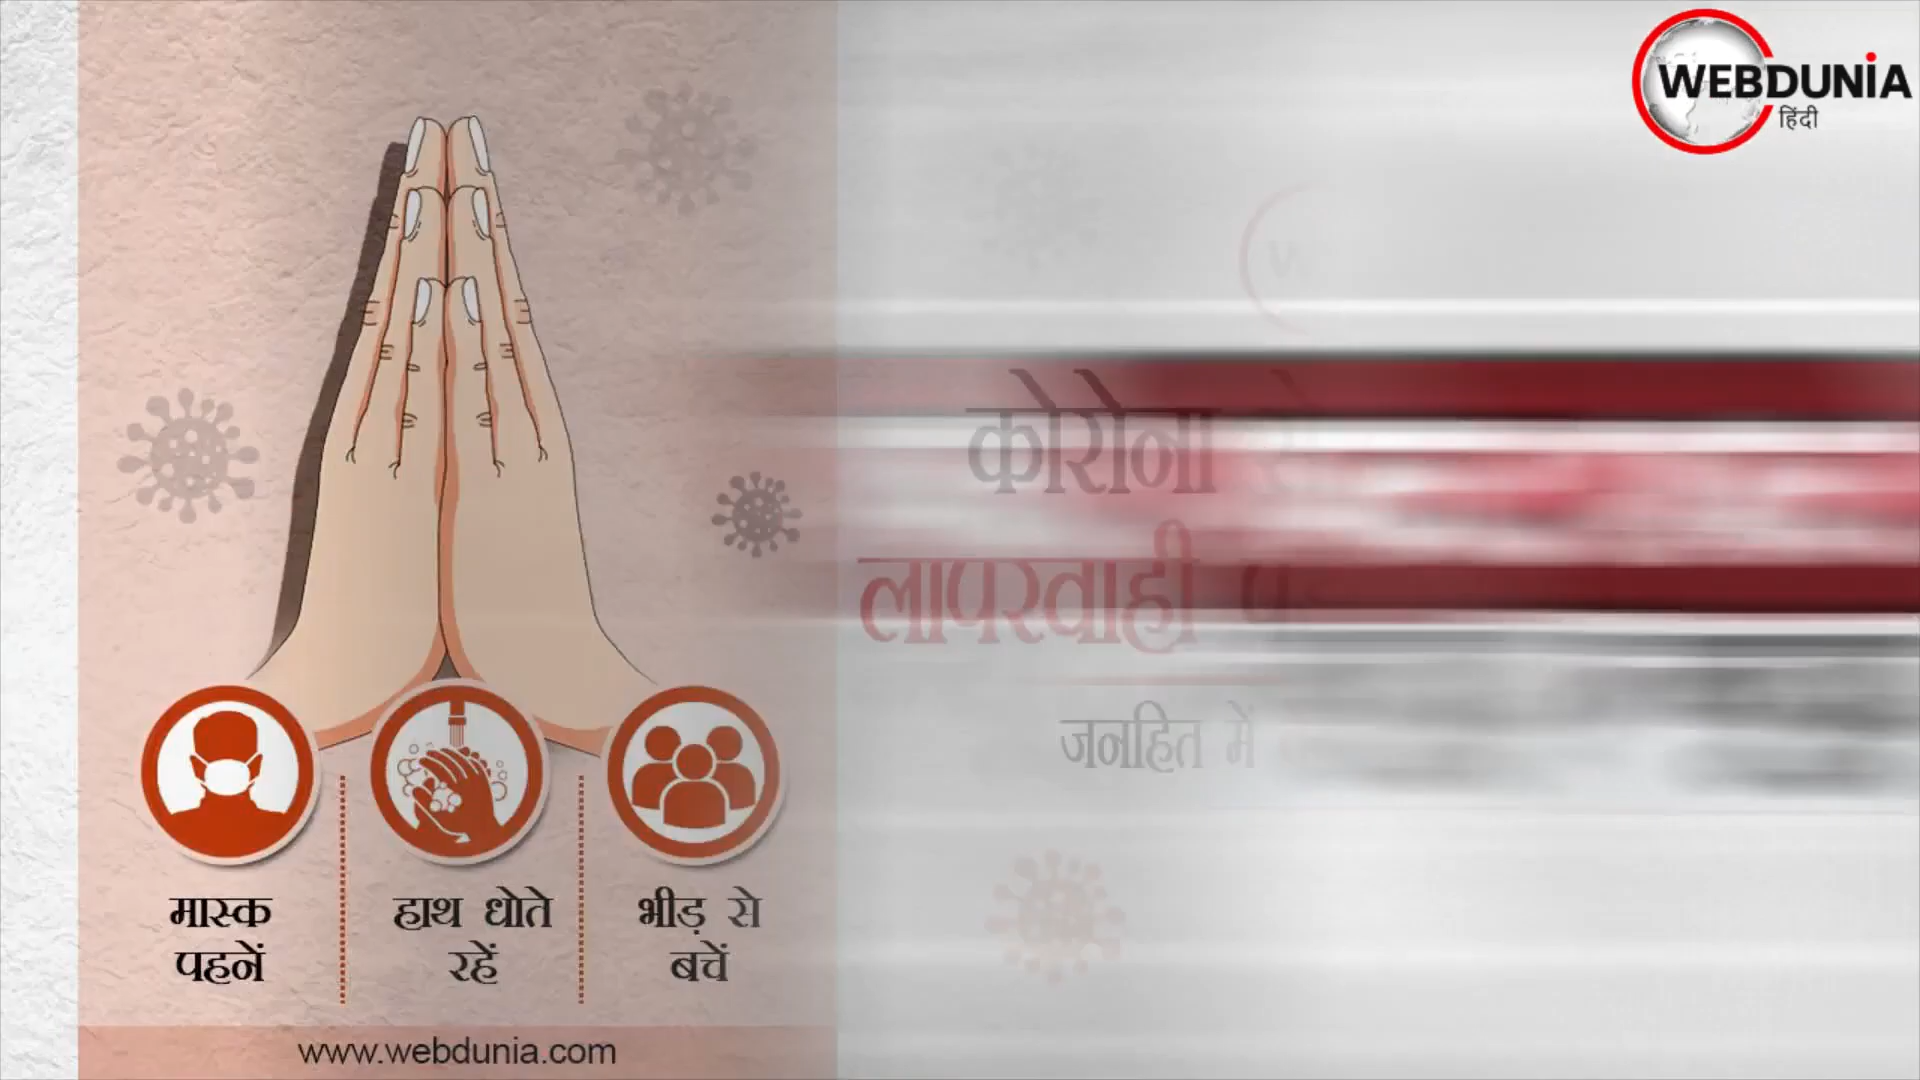 WEBDUNIA
हिंदी
कोरोना
लापरवाही
जनहित में
मास्क
पहनें
हाथ धोते
रहें
भीड़ से
बचें
www.webdunia.com